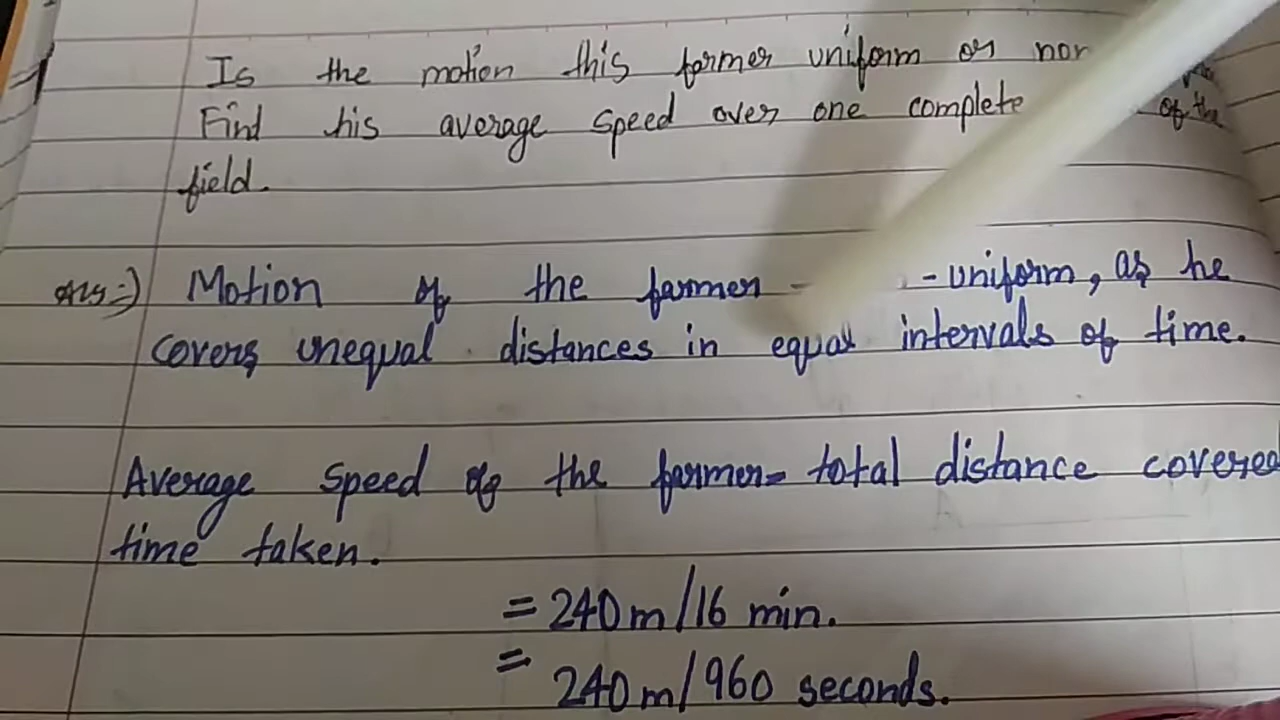 Is the motion this farmer uniform or non
Find his average speed over one complete of the
field.
ans:-) Motion of the farmer - -uniform, as he
covers unequal distances in equal intervals of time.
Average speed of the farmer= total distance covered
time taken.
= 240m/16 min.
= 240m/960 seconds.